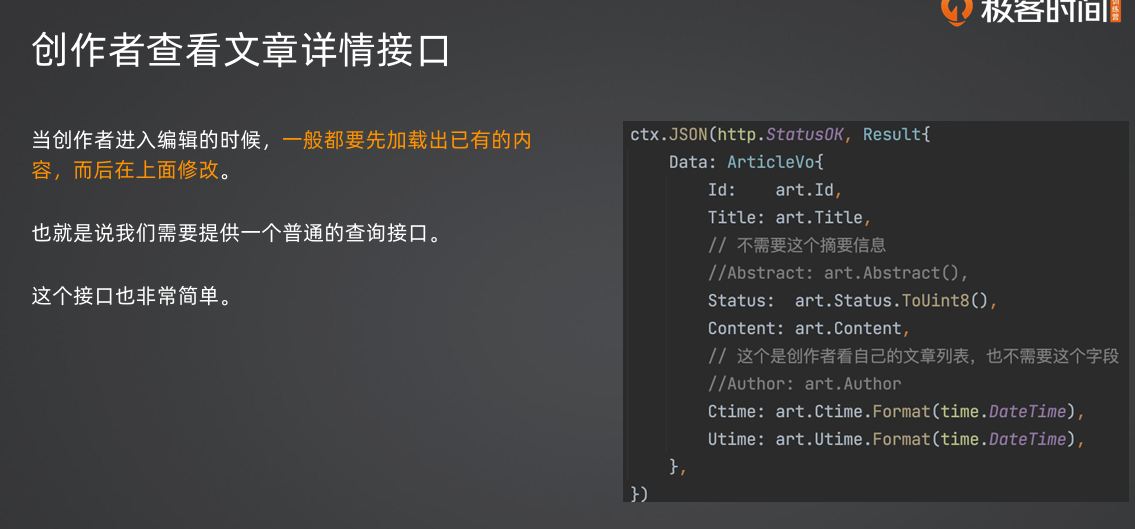 极客时间
训练营
创作者查看文章详情接口
当创作者进入编辑的时候，一般都要先加载出已有的内
容，而后在上面修改。
也就是说我们需要提供一个普通的查询接口。
这个接口也非常简单。
ctx.JSON(http.StatusOK, Result{
Data: ArticleVo{
Id:    art.Id,
Title: art.Title,
// 不需要这个摘要信息
//Abstract: art.Abstract(),
Status:  art.Status.ToUint8(),
Content: art.Content,
// 这个是创作者看自己的文章列表，也不需要这个字段
//Author: art.Author
Ctime: art.Ctime.Format(time.DateTime),
Utime: art.Utime.Format(time.DateTime),
},
})